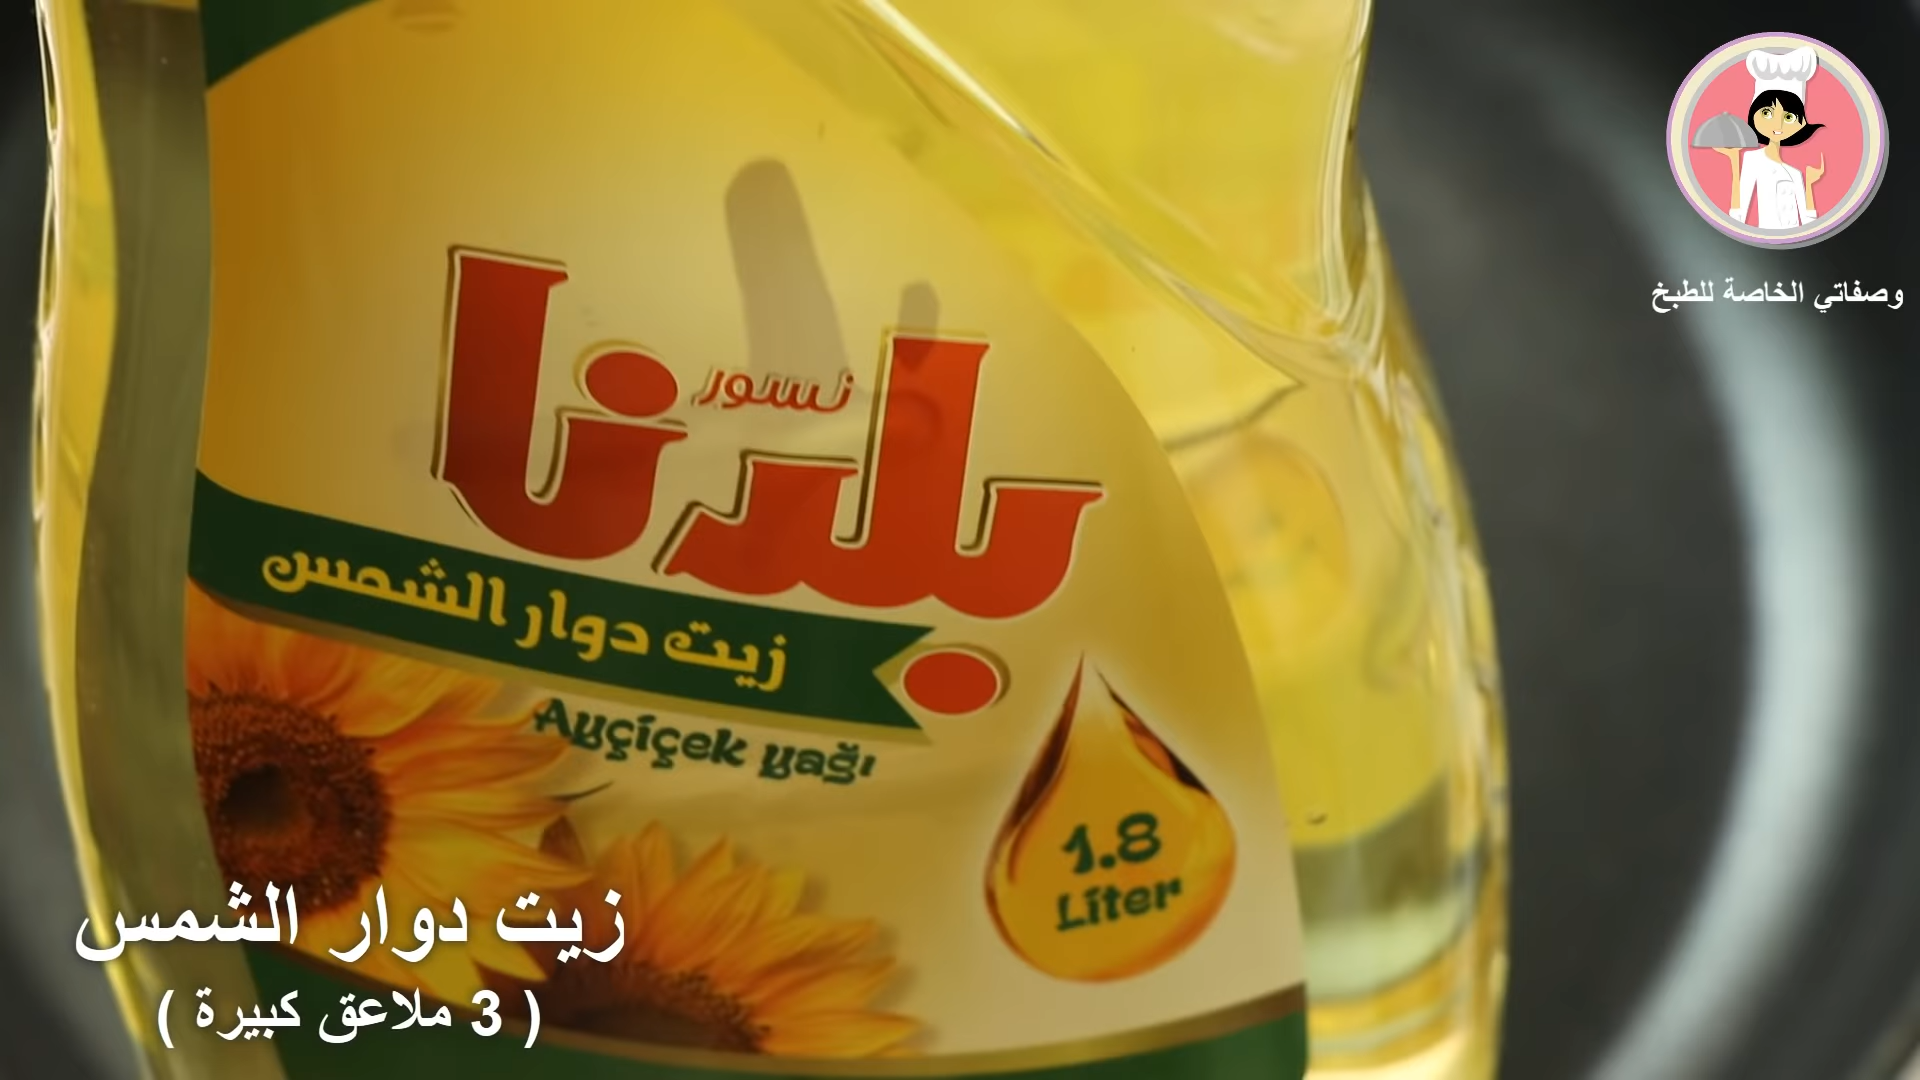 وصفاتي الخاصة للطبخ
نسور
بلدنا
زيت دوار الشمس
Ayçiçek yağı
1.8
Liter
زيت دوار الشمس
( 3 ملاعق كبيرة )